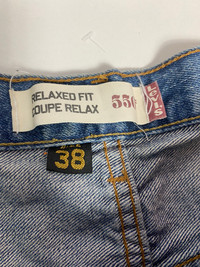 RELAXED FIT
COUPE RELAX
550
LEVI'S
38